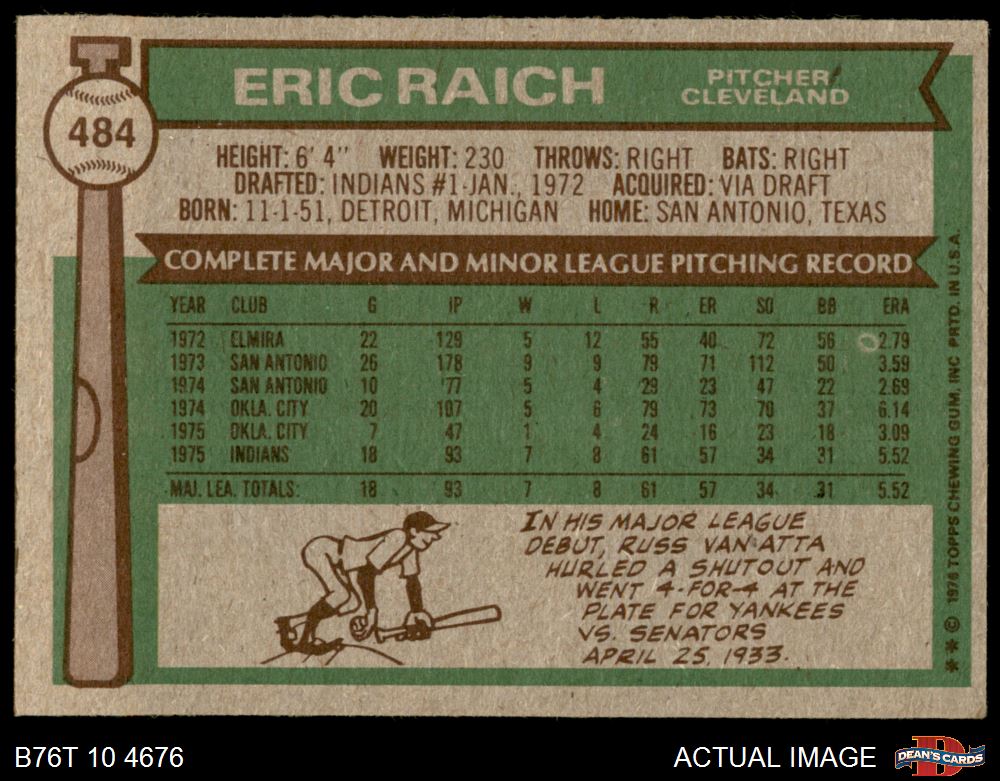 ERIC RAICH
PITCHER
CLEVELAND
484
HEIGHT: 6' 4" WEIGHT: 230 THROWS: RIGHT BATS: RIGHT
DRAFTED: INDIANS #1-JAN., 1972 ACQUIRED: VIA DRAFT
BORN: 11-1-51, DETROIT, MICHIGAN HOME: SAN ANTONIO, TEXAS
COMPLETE MAJOR AND MINOR LEAGUE PITCHING RECORD
YEAR CLUB G IP W L R ER SO BB ERA
1972 ELMIRA 22 129 5 12 55 40 72 56 2.79
1973 SAN ANTONIO 26 178 9 9 79 71 112 50 3.59
1974 SAN ANTONIO 10 77 5 4 29 23 47 22 2.69
1974 OKLA. CITY 20 107 5 6 79 73 70 37 6.14
1975 OKLA. CITY 7 47 1 4 24 16 23 18 3.09
1975 INDIANS 18 93 7 8 61 57 34 31 5.52
MAJ. LEA. TOTALS: 18 93 7 8 61 57 34 31 5.52
IN HIS MAJOR LEAGUE
DEBUT, RUSS VAN ATTA
HURLED A SHUTOUT AND
WENT 4-FOR-4 AT THE
PLATE FOR YANKEES
VS. SENATORS
APRIL 25, 1933.
** © 1976 TOPPS CHEWING GUM, INC PRTD. IN U.S.A.
B76T 10 4676
ACTUAL IMAGE
D
DEAN'S CARDS